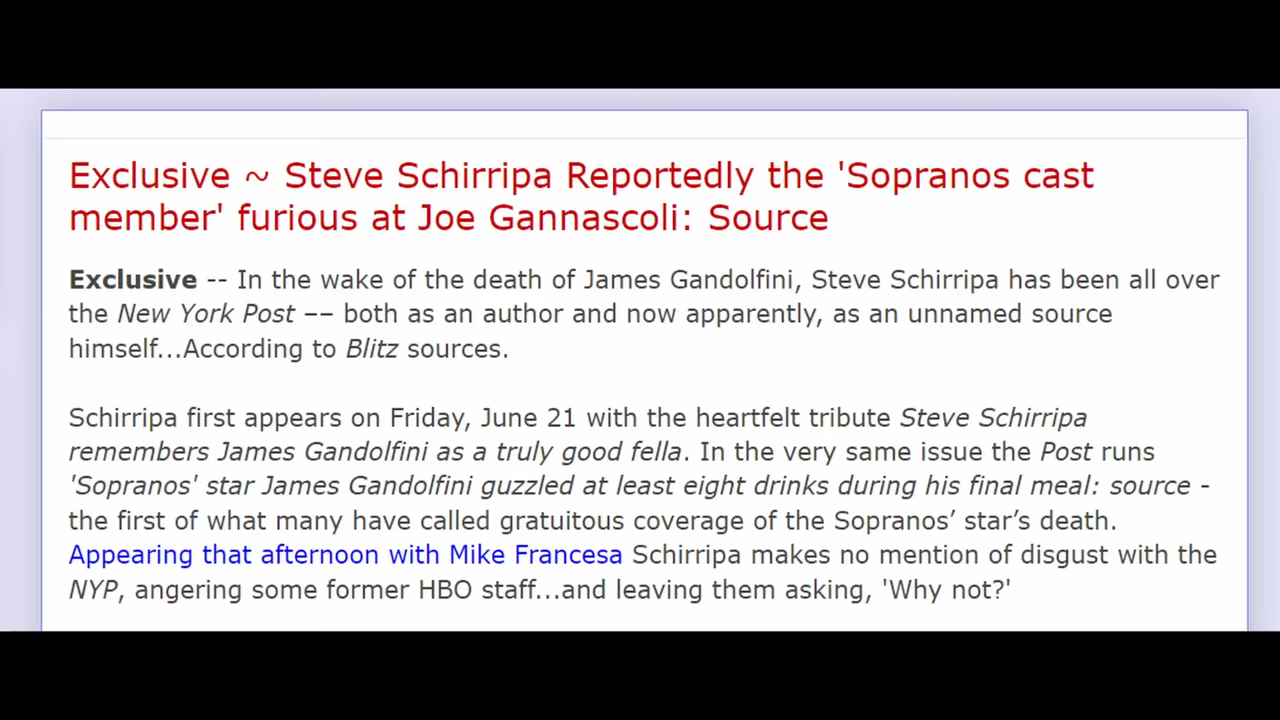 Exclusive ~ Steve Schirripa Reportedly the 'Sopranos cast
member' furious at Joe Gannascoli: Source
Exclusive -- In the wake of the death of James Gandolfini, Steve Schirripa has been all over
the New York Post –– both as an author and now apparently, as an unnamed source
himself...According to Blitz sources.
Schirripa first appears on Friday, June 21 with the heartfelt tribute Steve Schirripa
remembers James Gandolfini as a truly good fella. In the very same issue the Post runs
'Sopranos' star James Gandolfini guzzled at least eight drinks during his final meal: source -
the first of what many have called gratuitous coverage of the Sopranos’ star’s death.
Appearing that afternoon with Mike Francesa Schirripa makes no mention of disgust with the
NYP, angering some former HBO staff...and leaving them asking, 'Why not?'